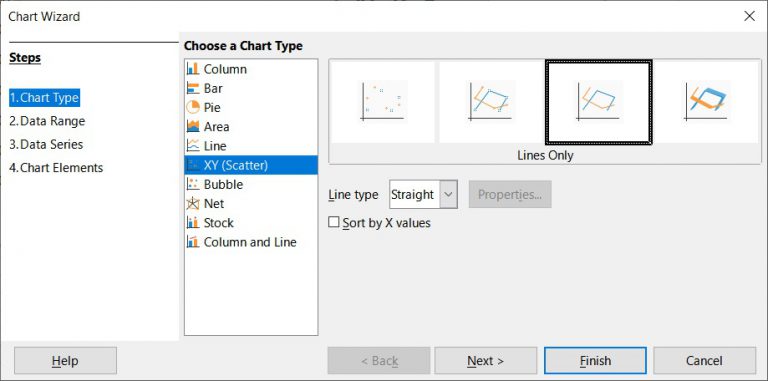 Chart Wizard
Steps
1.Chart Type
2.Data Range
3.Data Series
4.Chart Elements
Choose a Chart Type
Column
Bar
Pie
Area
Line
XY (Scatter)
Bubble
Net
Stock
Column and Line
Lines Only
Line type Straight Properties...
Sort by X values
Help < Back Next > Finish Cancel